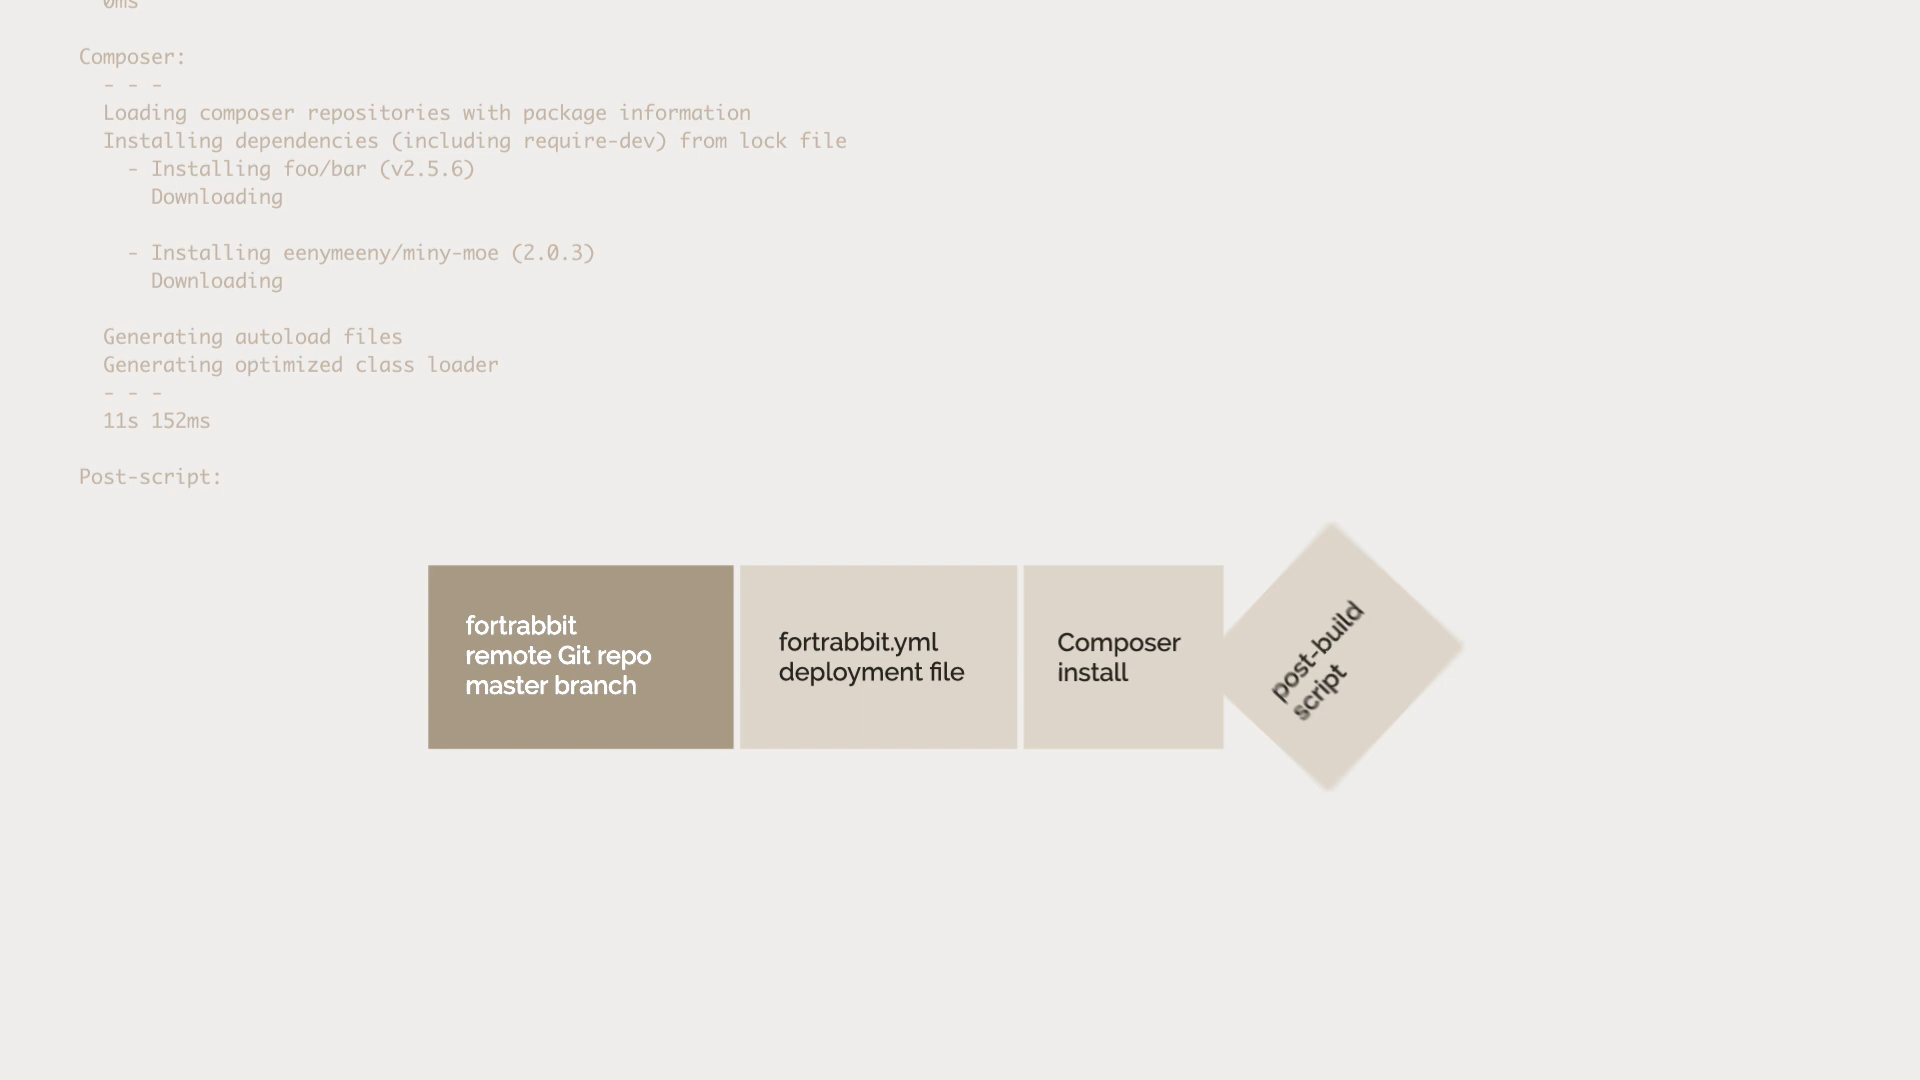 0ms
Composer:
- - -
Loading composer repositories with package information
Installing dependencies (including require-dev) from lock file
- Installing foo/bar (v2.5.6)
Downloading
- Installing eenymeeny/miny-moe (2.0.3)
Downloading
Generating autoload files
Generating optimized class loader
- - -
11s 152ms
Post-script:
fortrabbit
remote Git repo
master branch
fortrabbit.yml
deployment file
Composer
install
post-build
script